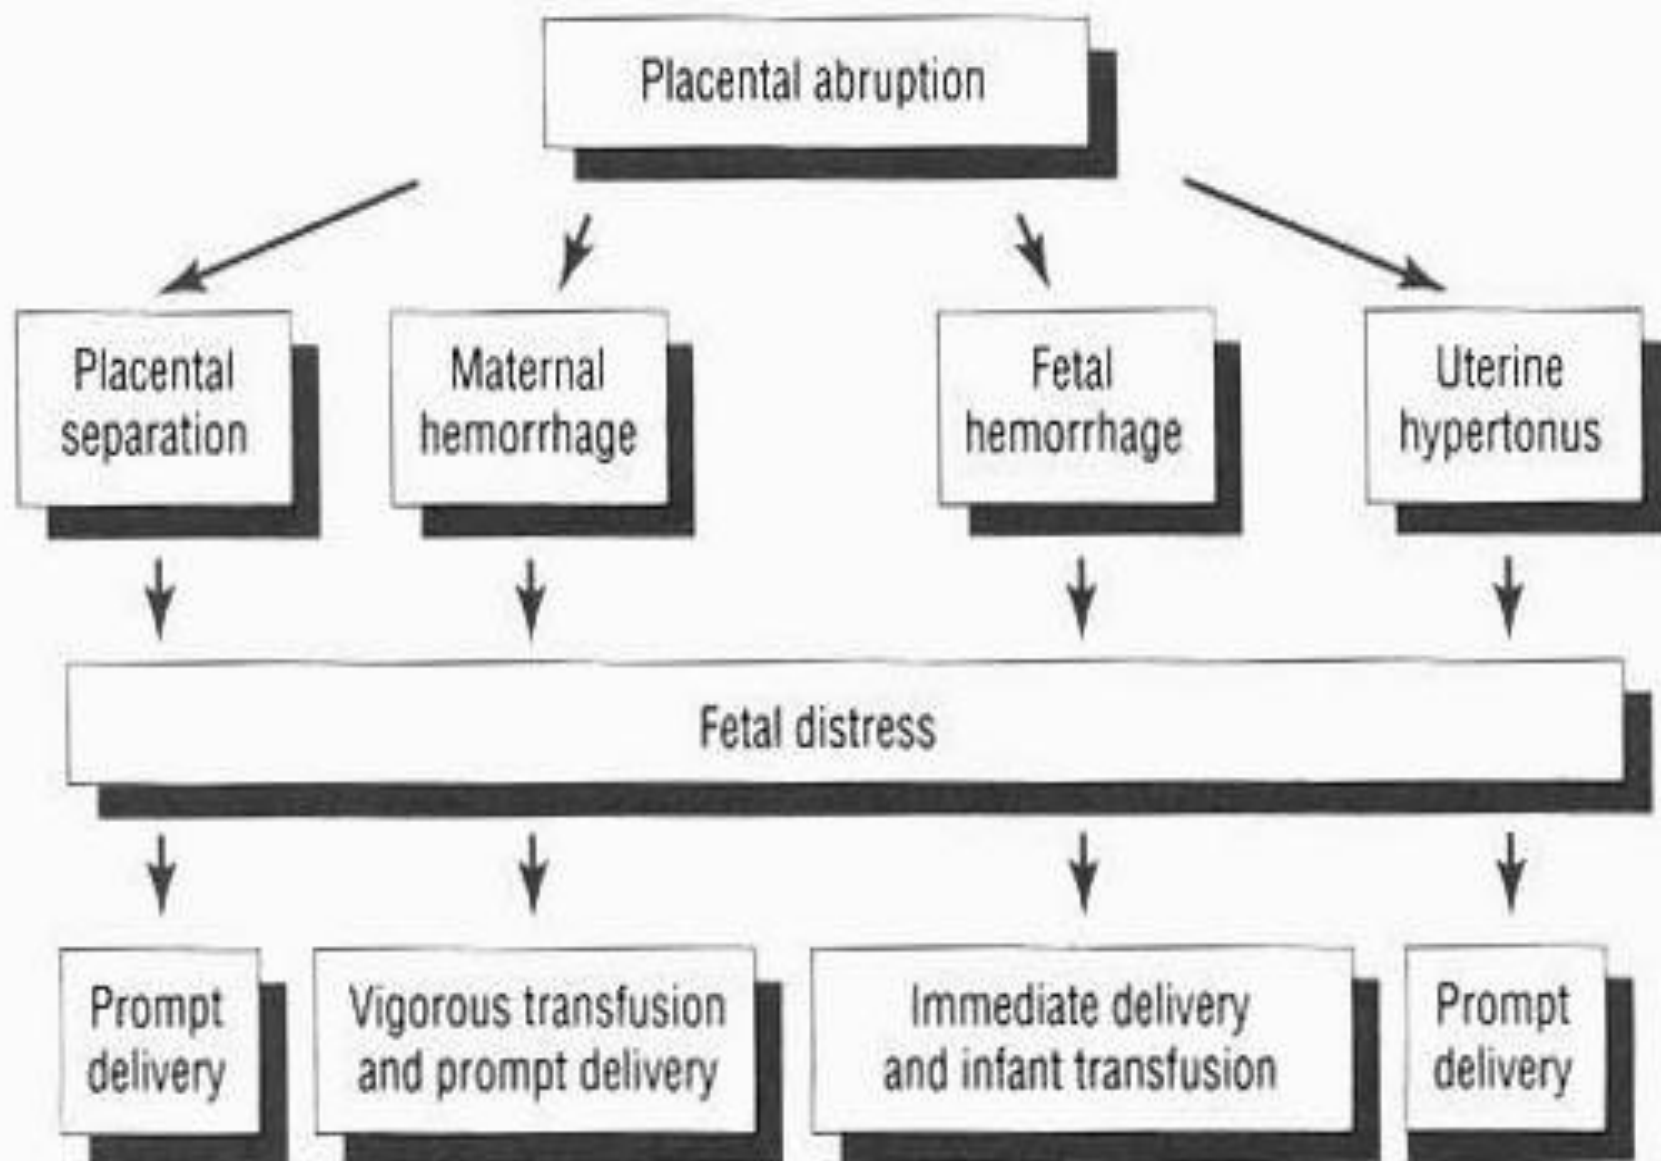 Placental abruption
Placental
separation
Maternal
hemorrhage
Fetal
hemorrhage
Uterine
hypertonus
Fetal distress
Prompt
delivery
Vigorous transfusion
and prompt delivery
Immediate delivery
and infant transfusion
Prompt
delivery